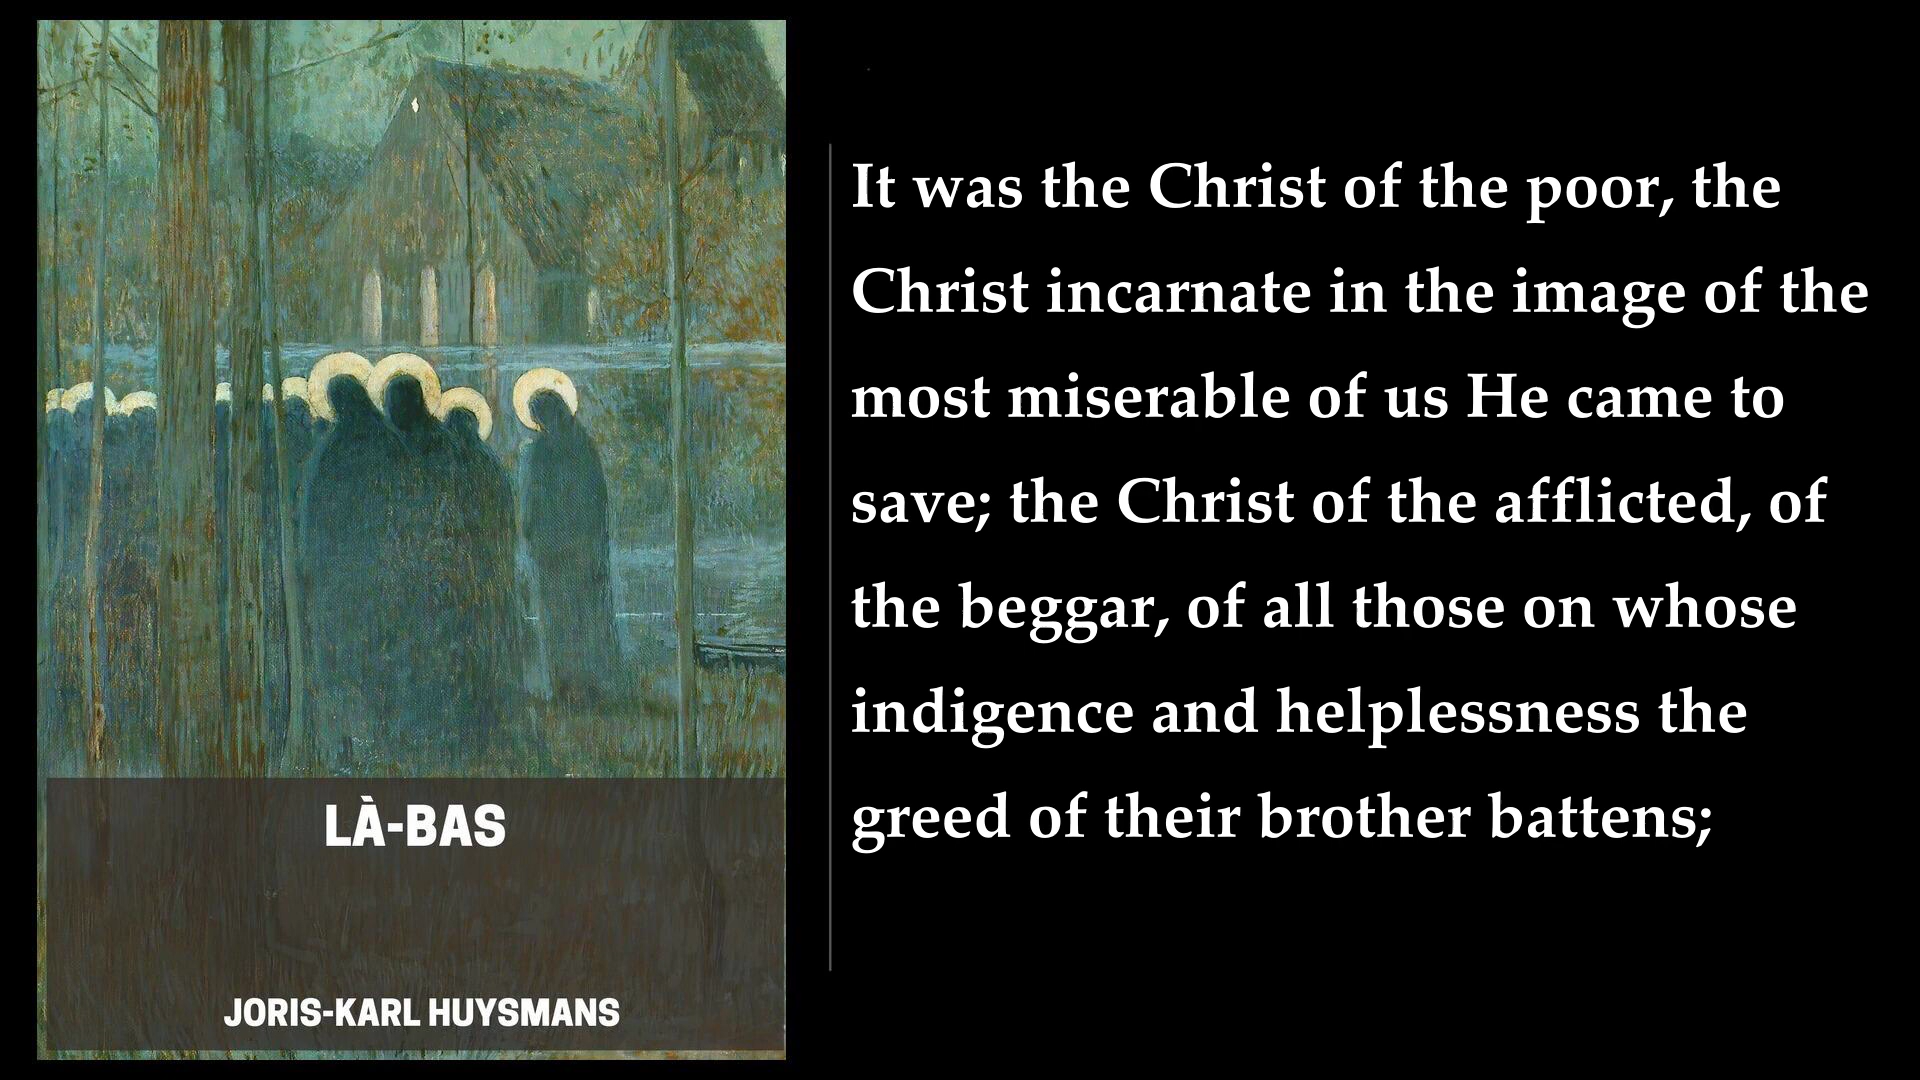 LÀ-BAS
JORIS-KARL HUYSMANS
It was the Christ of the poor, the
Christ incarnate in the image of the
most miserable of us He came to
save; the Christ of the afflicted, of
the beggar, of all those on whose
indigence and helplessness the
greed of their brother battens;